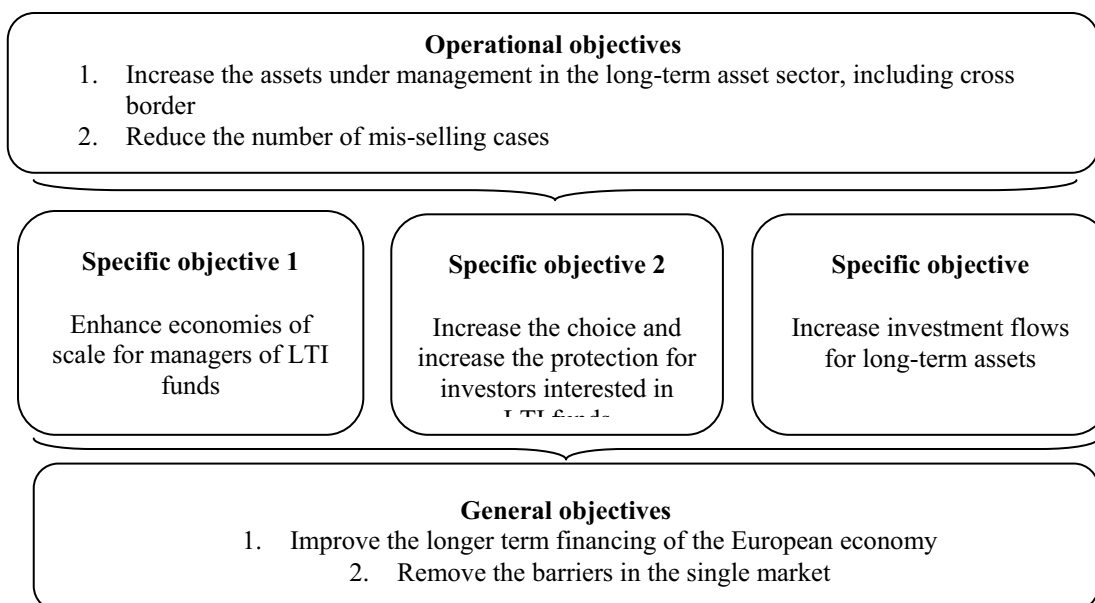 Operational objectives
1. Increase the assets under management in the long-term asset sector, including cross
border
2. Reduce the number of mis-selling cases
Specific objective 1
Enhance economies of
scale for managers of LTI
funds
Specific objective 2
Increase the choice and
increase the protection for
investors interested in
LTI funds
Specific objective
Increase investment flows
for long-term assets
General objectives
1. Improve the longer term financing of the European economy
2. Remove the barriers in the single market